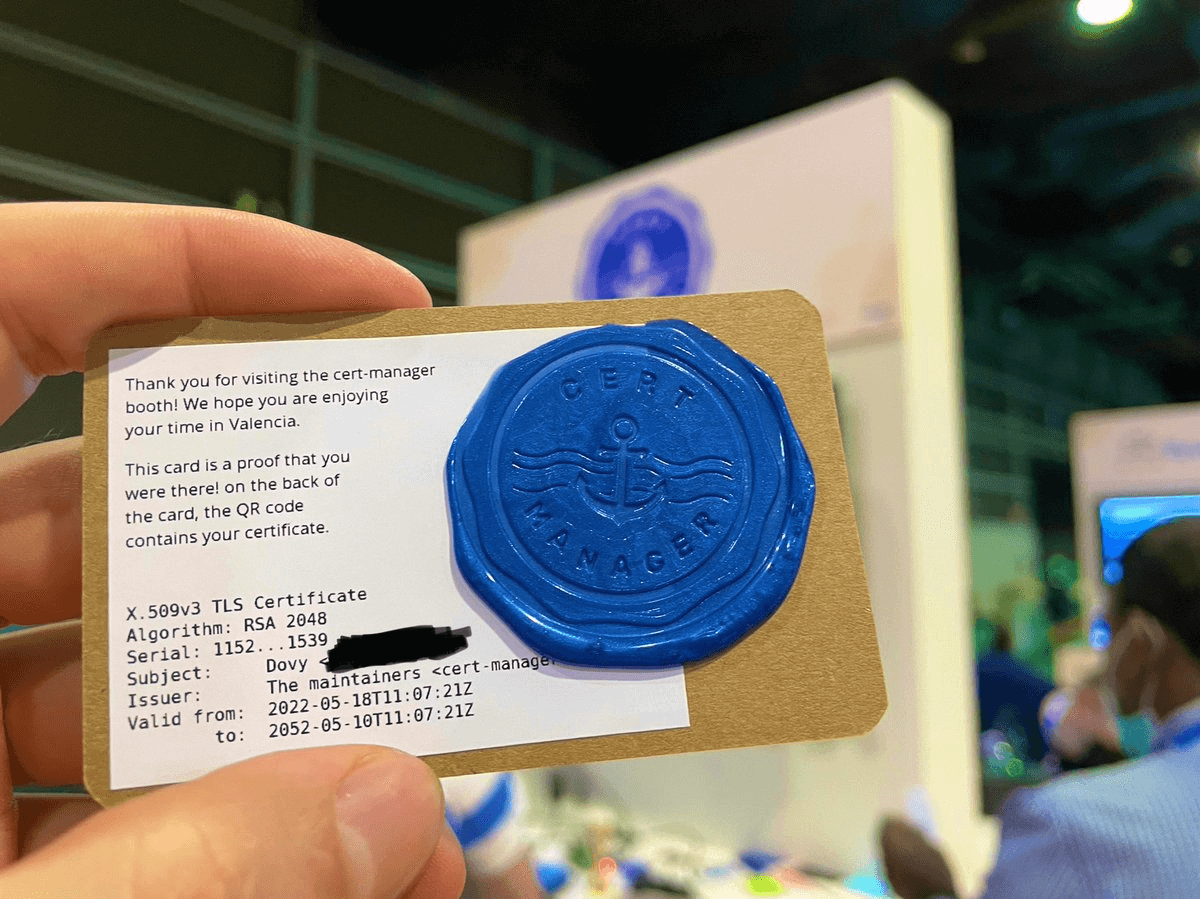 Thank you for visiting the cert-manager
booth! We hope you are enjoying
your time in Valencia.
This card is a proof that you
were there! on the back of
the card, the QR code
contains your certificate.
X.509v3 TLS Certificate
Algorithm: RSA 2048
Serial: 1152...1539
Subject: Dovy <
Issuer: The maintainers <cert-manager
Valid from: 2022-05-18T11:07:21Z
to: 2052-05-10T11:07:21Z
CERT
MANAGER